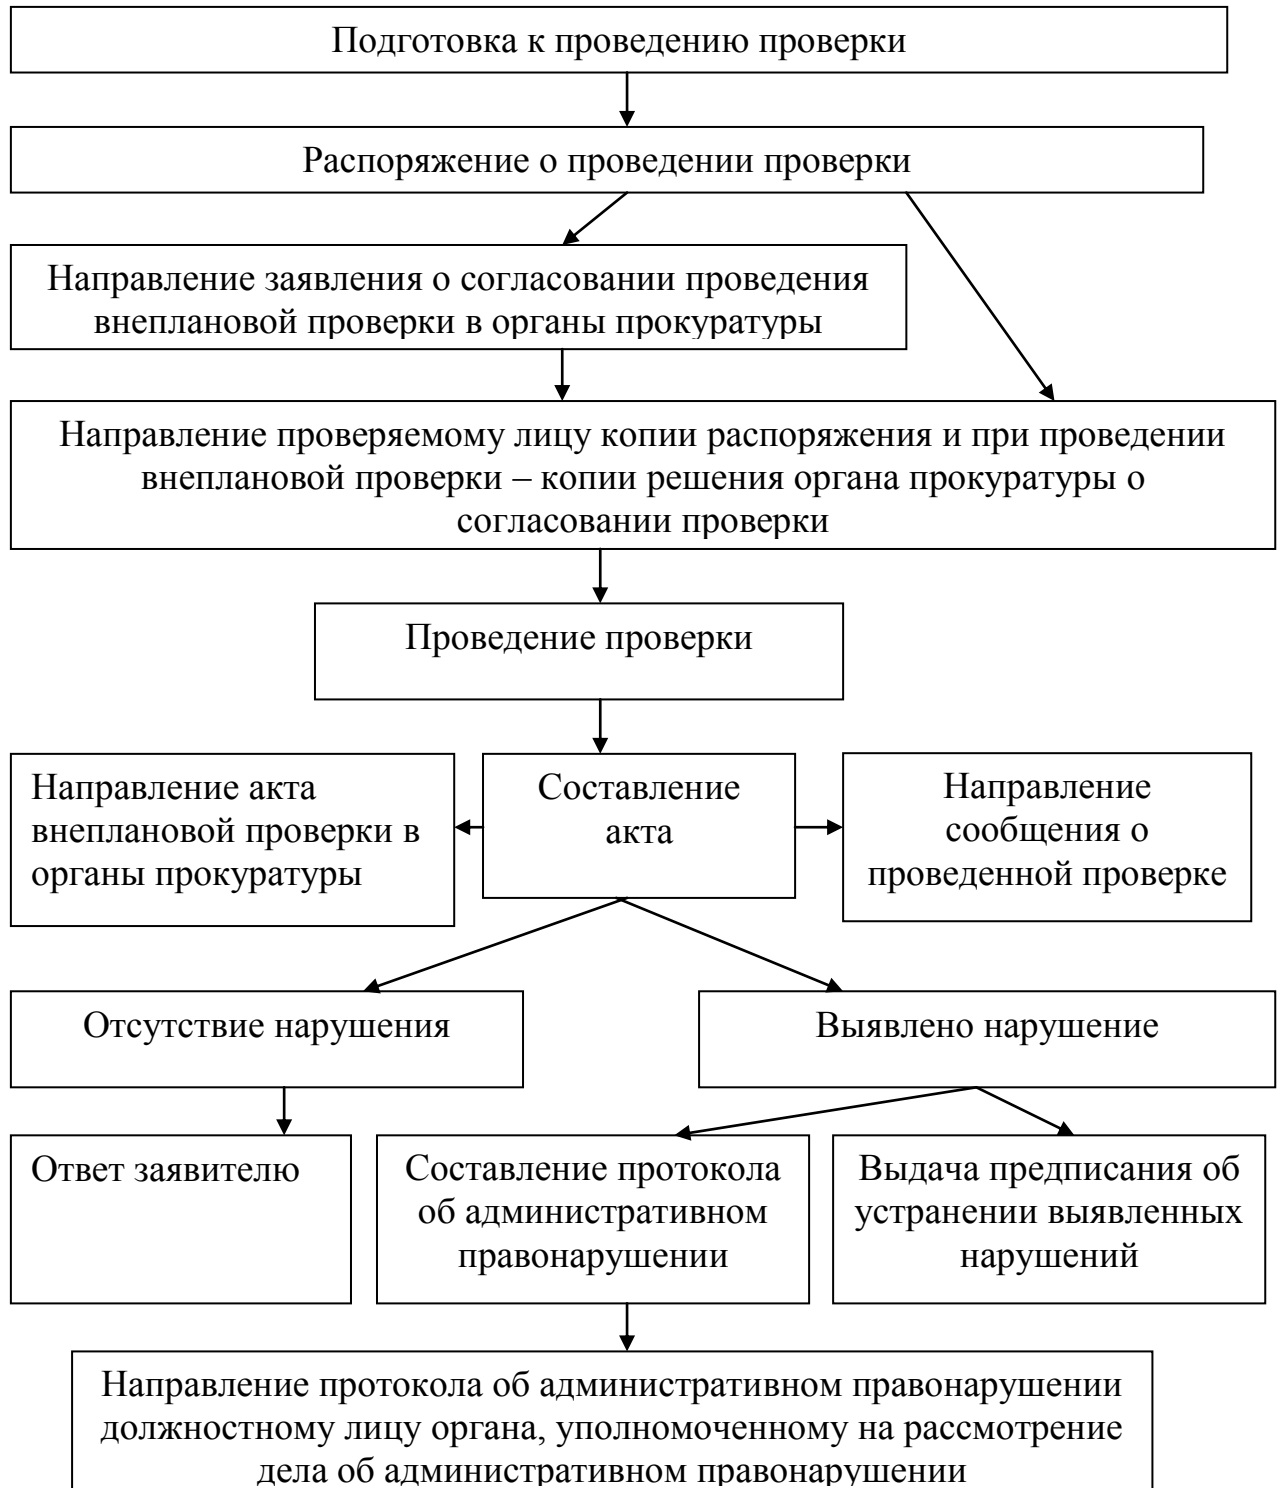 Подготовка к проведению проверки
Распоряжение о проведении проверки
Направление заявления о согласовании проведения
внеплановой проверки в органы прокуратуры
Направление проверяемому лицу копии распоряжения и при проведении
внеплановой проверки – копии решения органа прокуратуры о
согласовании проверки
Проведение проверки
Направление акта
внеплановой проверки в
органы прокуратуры
Составление
акта
Направление
сообщения о
проведенной проверке
Отсутствие нарушения
Выявлено нарушение
Ответ заявителю
Составление протокола
об административном
правонарушении
Выдача предписания об
устранении выявленных
нарушений
Направление протокола об административном правонарушении
должностному лицу органа, уполномоченному на рассмотрение
дела об административном правонарушении